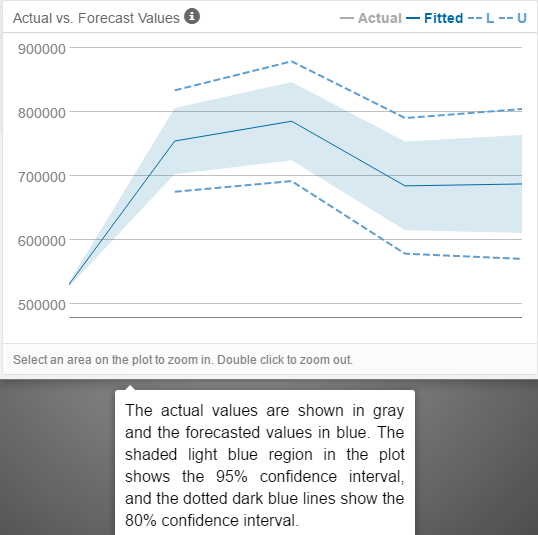 Actual vs. Forecast Values i — Actual — Fitted -- L -- U
900000
800000
700000
600000
500000
Select an area on the plot to zoom in. Double click to zoom out.
The actual values are shown in gray
and the forecasted values in blue. The
shaded light blue region in the plot
shows the 95% confidence interval,
and the dotted dark blue lines show the
80% confidence interval.